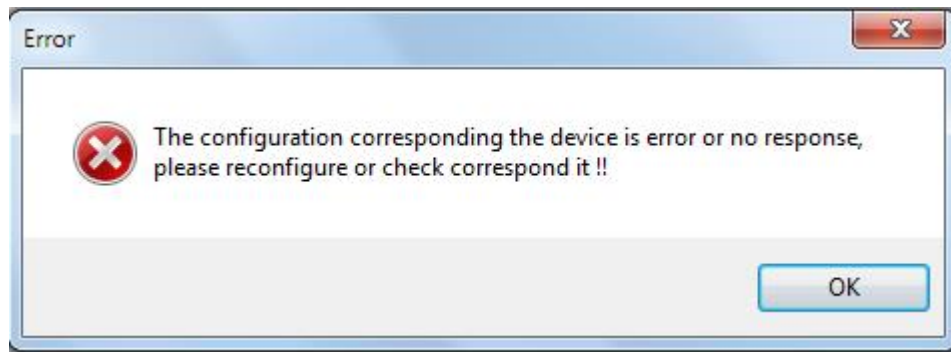 Error
The configuration corresponding the device is error or no response,
please reconfigure or check correspond it !!
OK